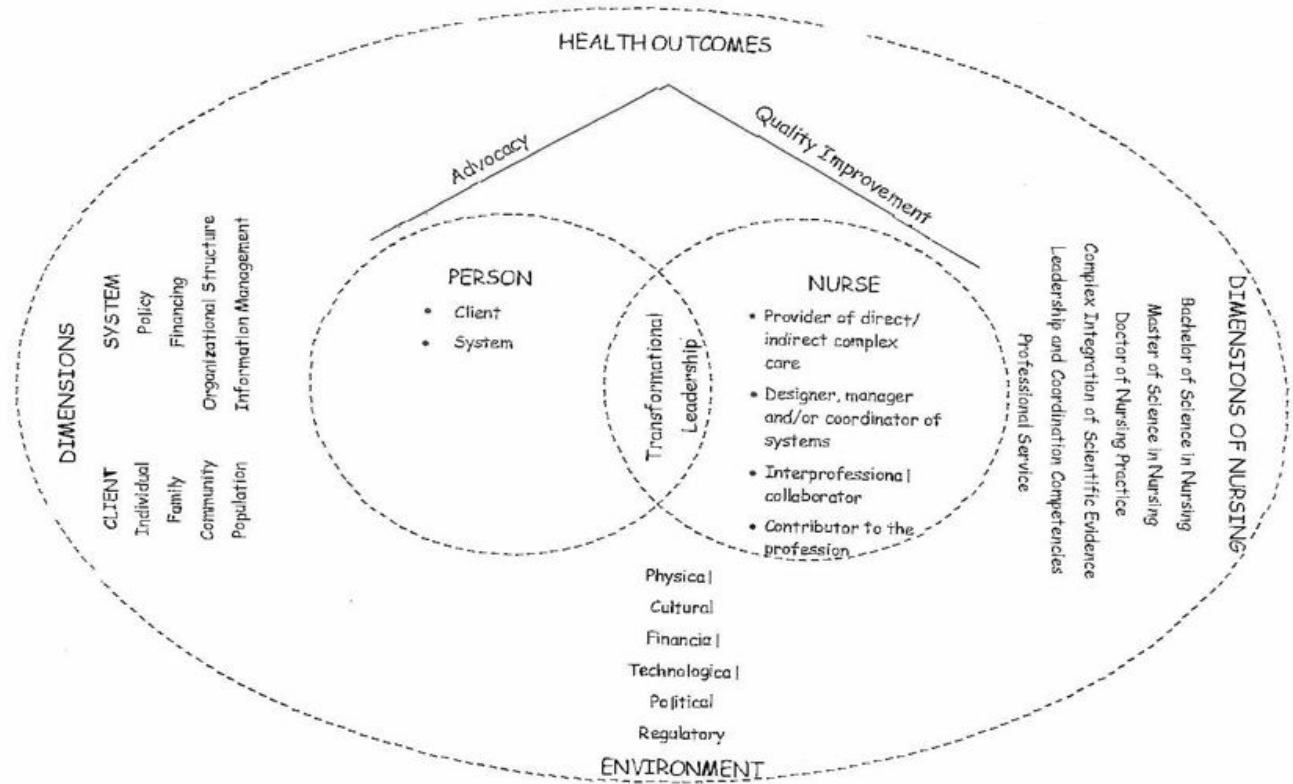 HEALTH OUTCOMES
Advocacy
Quality Improvement
DIMENSIONS
SYSTEM
Policy
Financing
Organizational Structure
Information Management
CLIENT
Individual
Family
Community
Population
PERSON
• Client
• System
Transformational
Leadership
NURSE
• Provider of direct/
indirect complex
care
• Designer, manager
and/or coordinator of
systems
• Interprofessional
collaborator
• Contributor to the
profession
DIMENSIONS OF NURSING
Bachelor of Science in Nursing
Master of Science in Nursing
Doctor of Nursing Practice
Complex Integration of Scientific Evidence
Leadership and Coordination Competencies
Professional Service
Physical
Cultural
Financial
Technological
Political
Regulatory
ENVIRONMENT